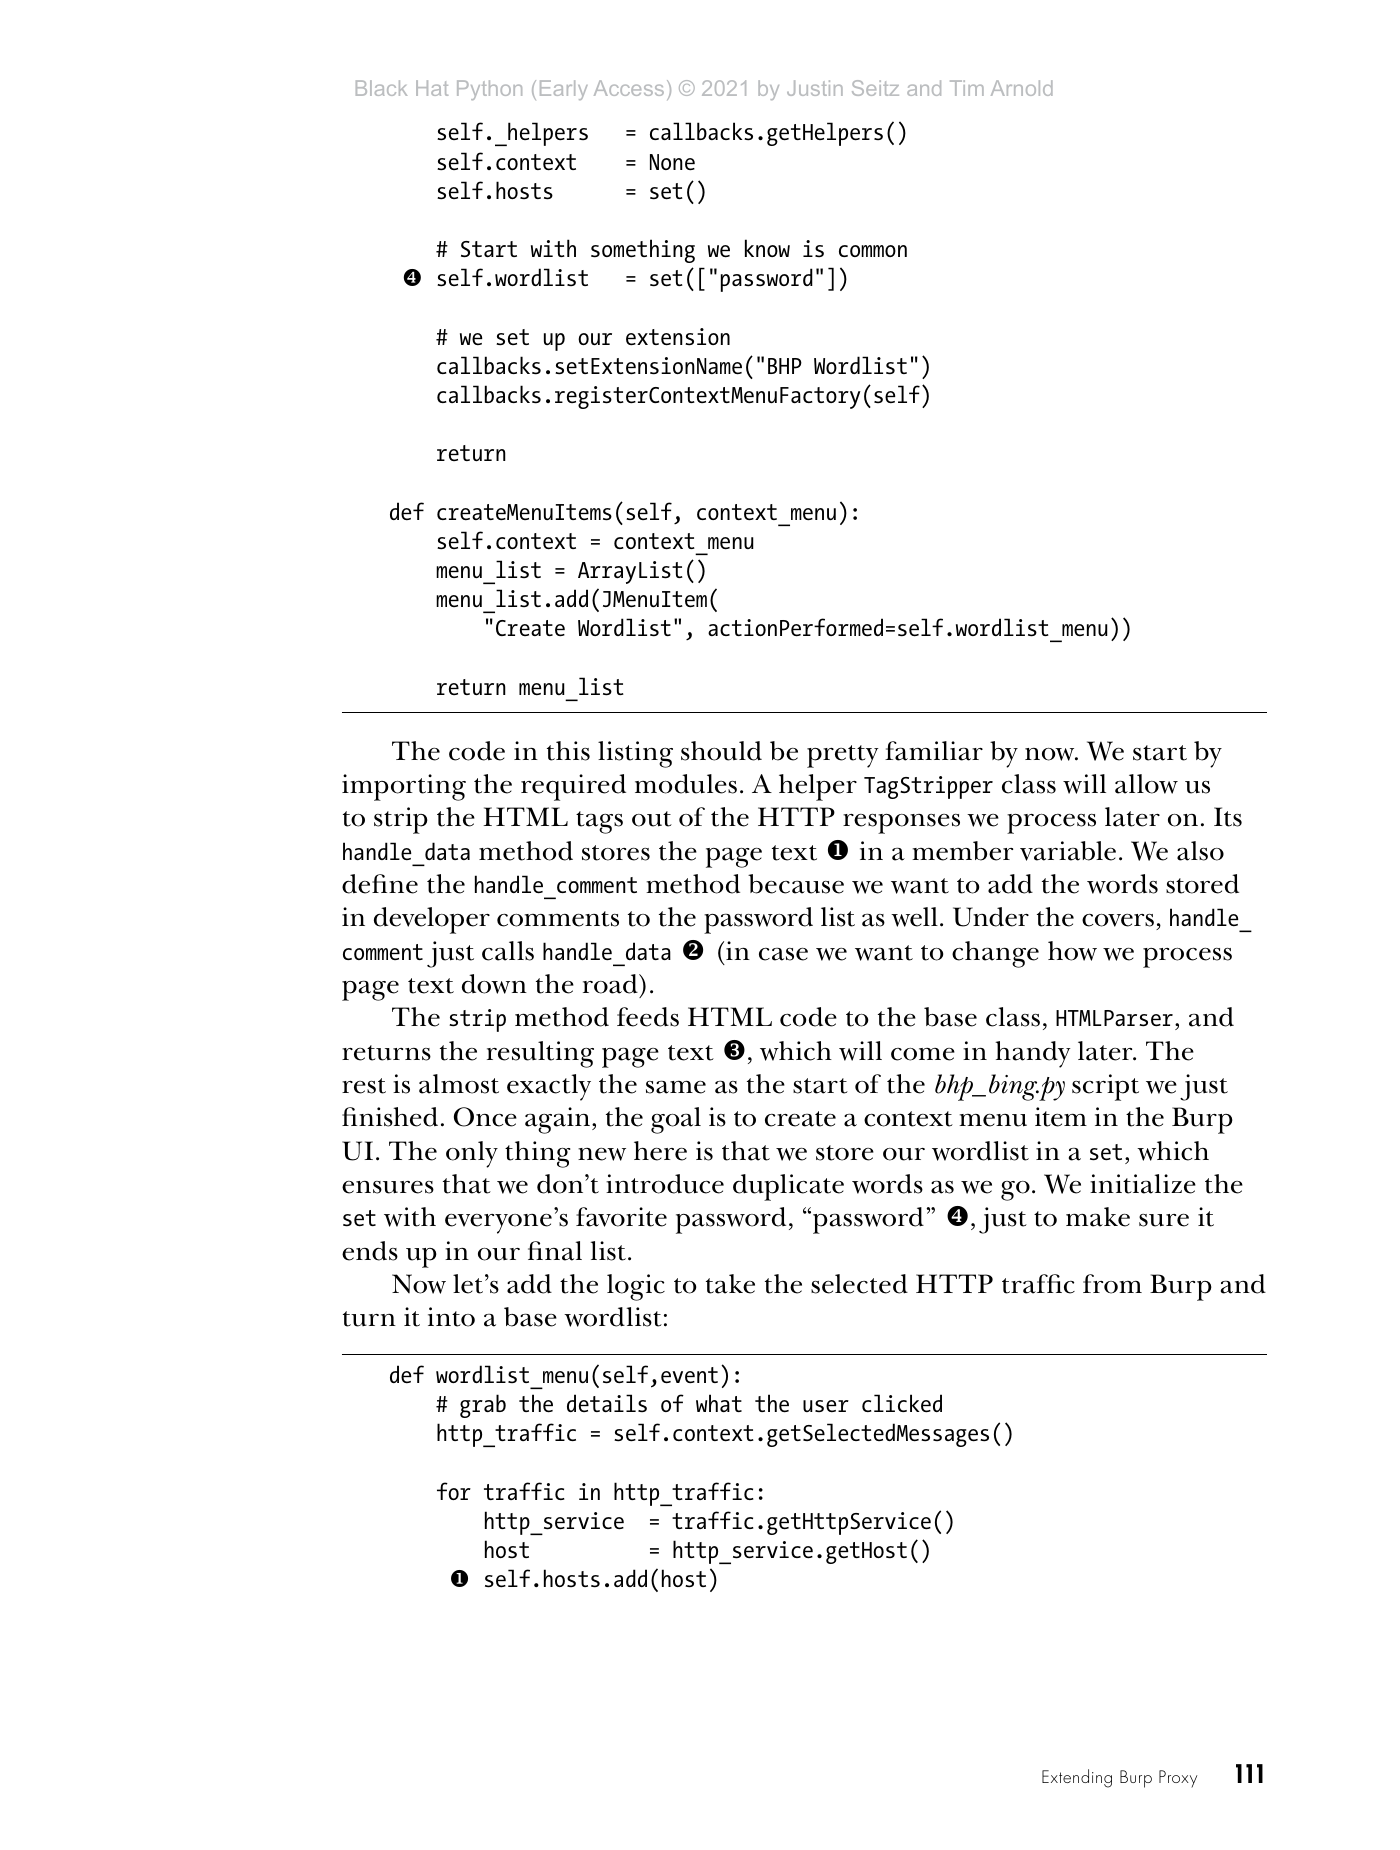 Black Hat Python (Early Access) © 2021 by Justin Seitz and Tim Arnold
self._helpers   = callbacks.getHelpers()
self.context    = None
self.hosts      = set()
# Start with something we know is common
❹ self.wordlist   = set(["password"])
# we set up our extension
callbacks.setExtensionName("BHP Wordlist")
callbacks.registerContextMenuFactory(self)
return
def createMenuItems(self, context_menu):
self.context = context_menu
menu_list = ArrayList()
menu_list.add(JMenuItem(
"Create Wordlist", actionPerformed=self.wordlist_menu))
return menu_list
The code in this listing should be pretty familiar by now. We start by
importing the required modules. A helper TagStripper class will allow us
to strip the HTML tags out of the HTTP responses we process later on. Its
handle_data method stores the page text ❶ in a member variable. We also
define the handle_comment method because we want to add the words stored
in developer comments to the password list as well. Under the covers, handle_
comment just calls handle_data ❷ (in case we want to change how we process
page text down the road).
The strip method feeds HTML code to the base class, HTMLParser, and
returns the resulting page text ❸, which will come in handy later. The
rest is almost exactly the same as the start of the bhp_bing.py script we just
finished. Once again, the goal is to create a context menu item in the Burp
UI. The only thing new here is that we store our wordlist in a set, which
ensures that we don’t introduce duplicate words as we go. We initialize the
set with everyone’s favorite password, “password” ❹, just to make sure it
ends up in our final list.
Now let’s add the logic to take the selected HTTP traffic from Burp and
turn it into a base wordlist:
def wordlist_menu(self,event):
# grab the details of what the user clicked
http_traffic = self.context.getSelectedMessages()
for traffic in http_traffic:
http_service  = traffic.getHttpService()
host          = http_service.getHost()
❶ self.hosts.add(host)
Extending Burp Proxy 111